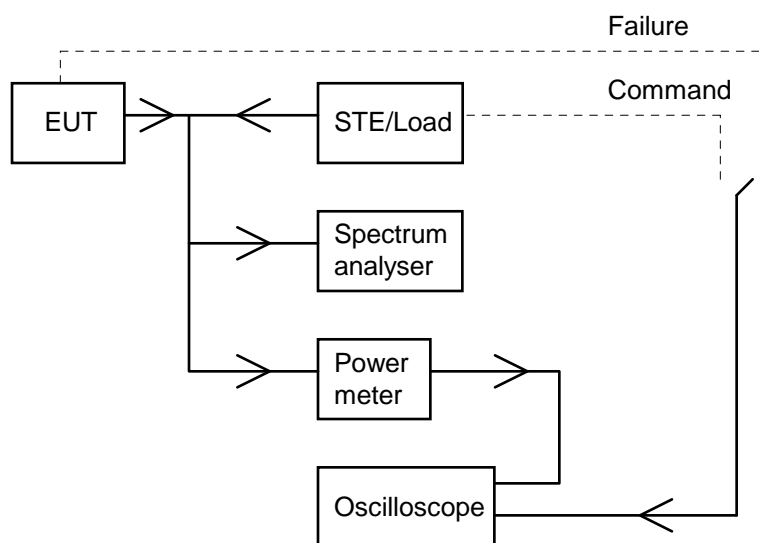 Failure
EUT
STE/Load
Command
Spectrum
analyser
Power
meter
Oscilloscope